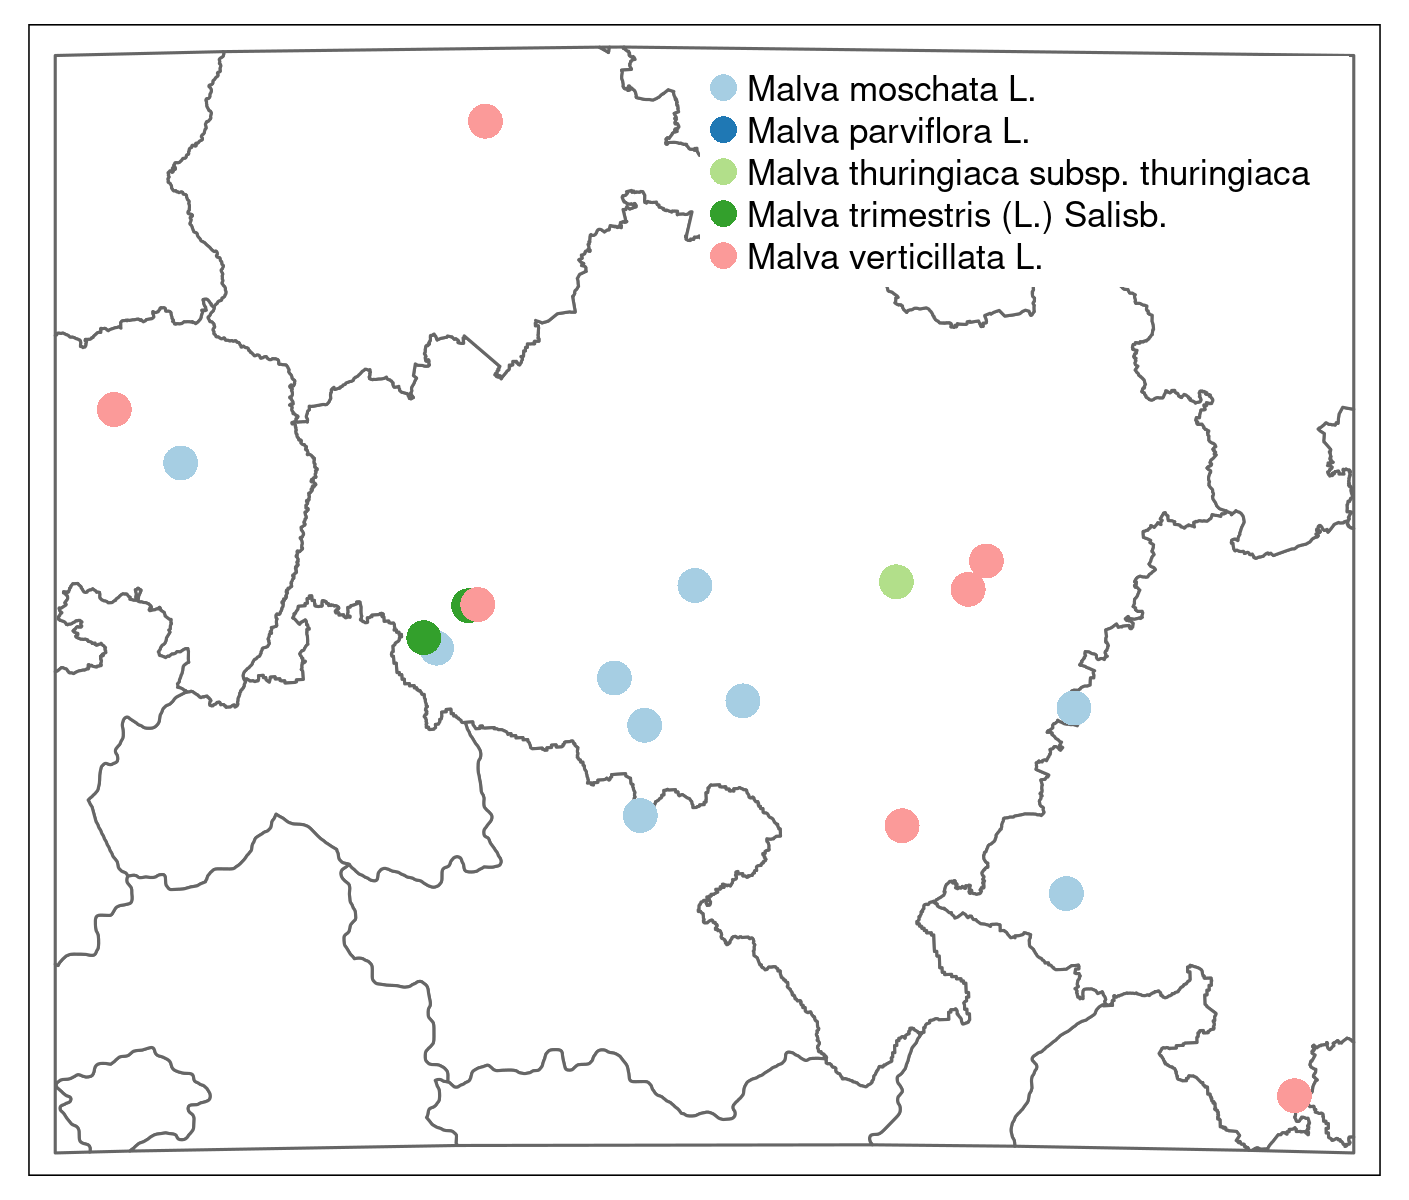 Malva moschata L.
Malva parviflora L.
Malva thuringiaca subsp. thuringiaca
Malva trimestris (L.) Salisb.
Malva verticillata L.